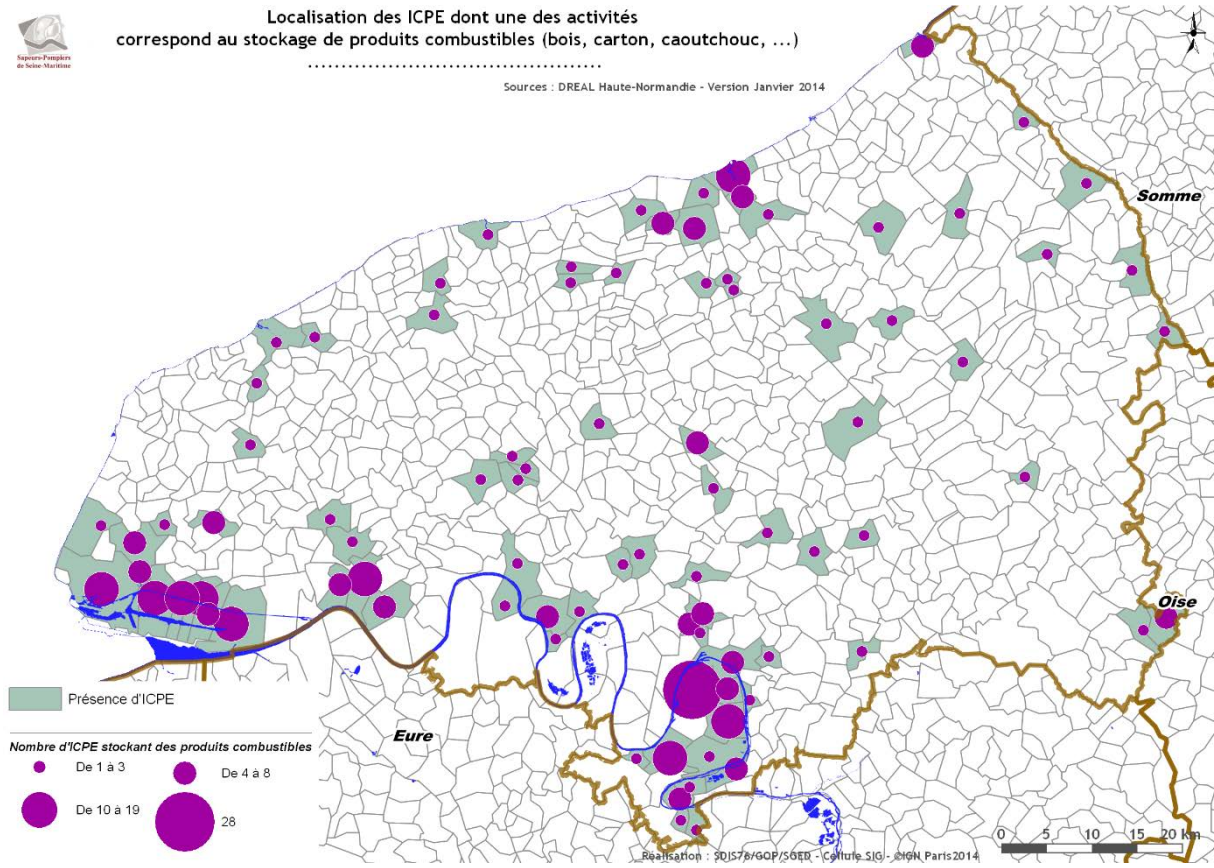 Localisation des ICPE dont une des activités
correspond au stockage de produits combustibles (bois, carton, caoutchouc, ...)
Sapeurs-Pompiers
de Seine-Maritime
Sources : DREAL Haute-Normandie - Version Janvier 2014
Somme
Oise
Eure
Présence d'ICPE
Nombre d'ICPE stockant des produits combustibles
De 1 à 3
De 4 à 8
De 10 à 19
28
0 5 10 15 20 km
Réalisation : SDIS76/GOP/SGED - Cellule SIG - ©IGN Paris2014